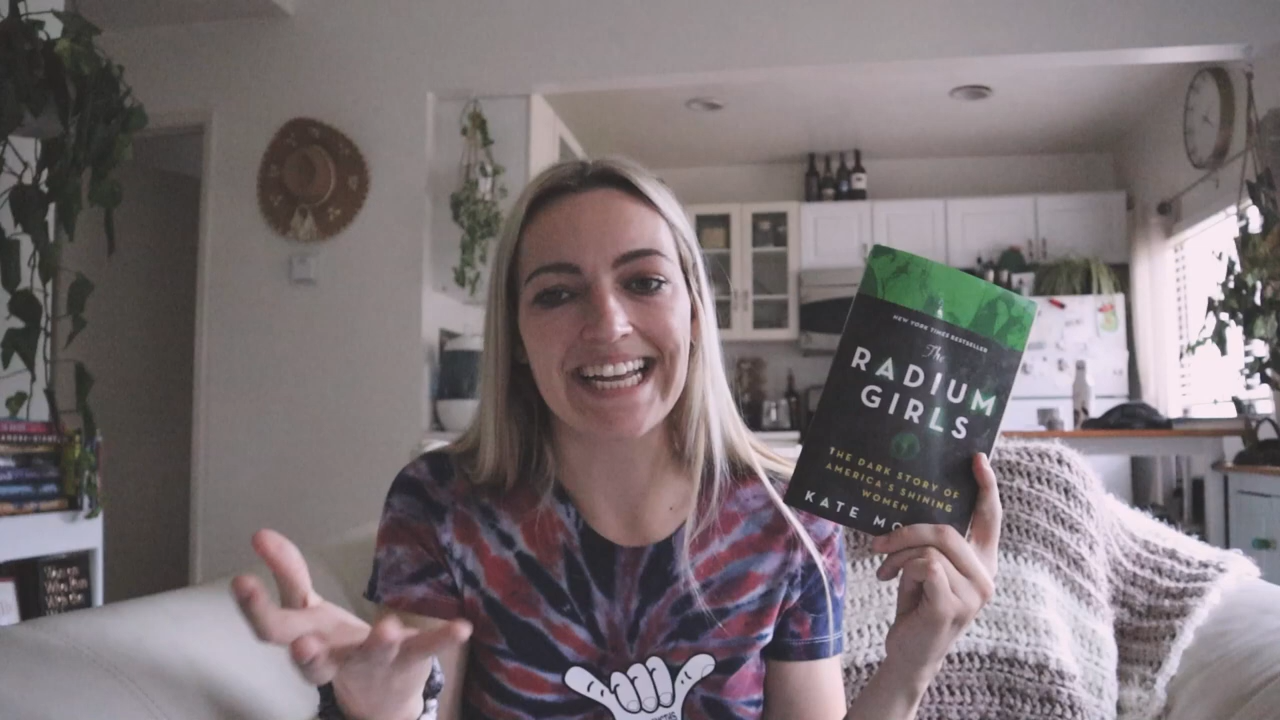 NEW YORK TIMES BESTSELLER
The
RADIUM
GIRLS
THE DARK STORY OF
AMERICA'S SHINING
WOMEN
KATE MO